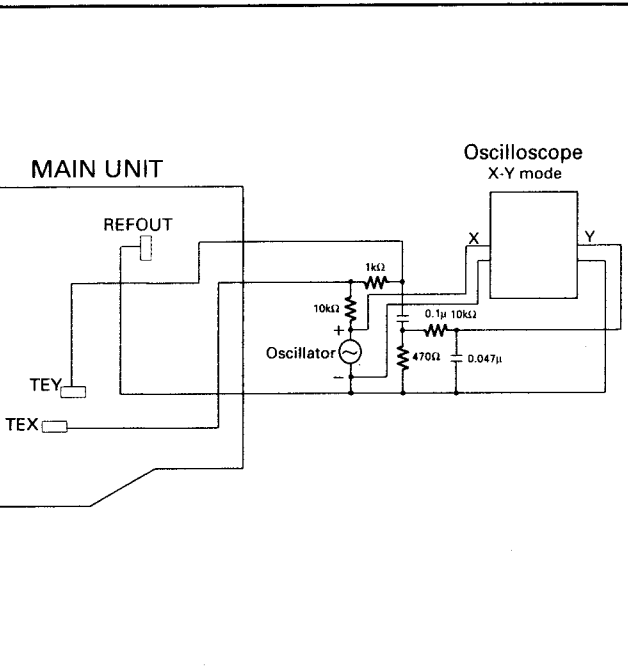 Oscilloscope
X-Y mode
MAIN UNIT
REFOUT
X
Y
1kΩ
10kΩ
0.1μ 10kΩ
+
Oscillator
470Ω
0.047μ
−
TEY
TEX